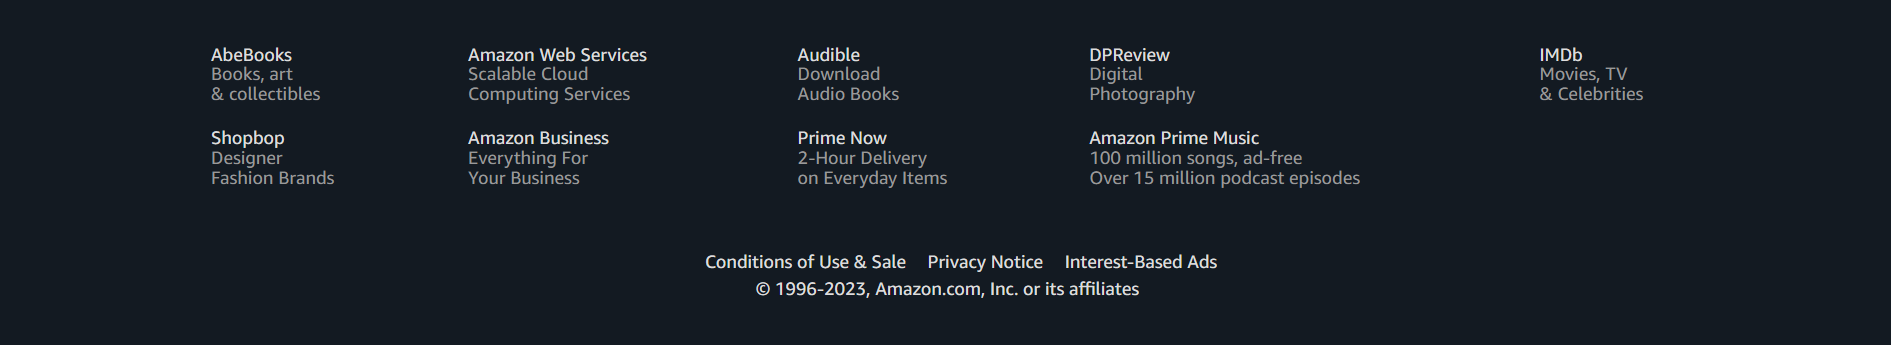 AbeBooks
Books, art
& collectibles
Amazon Web Services
Scalable Cloud
Computing Services
Audible
Download
Audio Books
DPReview
Digital
Photography
IMDb
Movies, TV
& Celebrities
Shopbop
Designer
Fashion Brands
Amazon Business
Everything For
Your Business
Prime Now
2-Hour Delivery
on Everyday Items
Amazon Prime Music
100 million songs, ad-free
Over 15 million podcast episodes
Conditions of Use & Sale Privacy Notice Interest-Based Ads
© 1996-2023, Amazon.com, Inc. or its affiliates